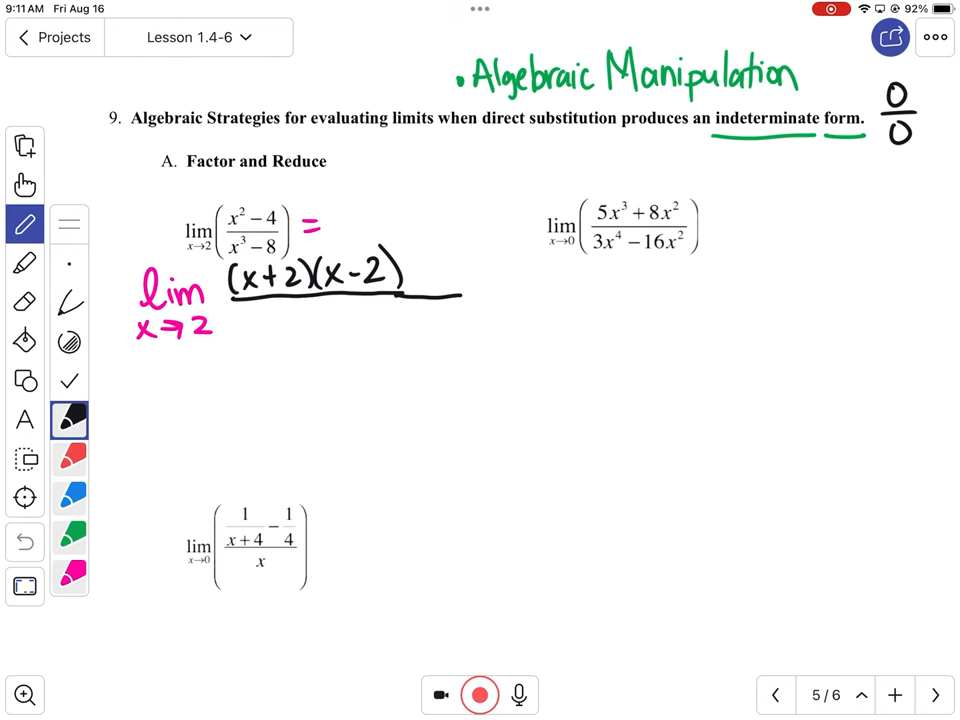 9:11 AM Fri Aug 16
92%
Projects
Lesson 1.4-6
• Algebraic Manipulation
9. Algebraic Strategies for evaluating limits when direct substitution produces an indeterminate form.
0/0
A. Factor and Reduce
lim x→2 ( (x² − 4) / (x³ − 8) ) =
lim x→0 ( (5x³ + 8x²) / (3x⁴ − 16x²) )
lim x→2 (x+2)(x-2)
lim x→0 ( (1/(x + 4) − 1/4) / x )
A
5 / 6